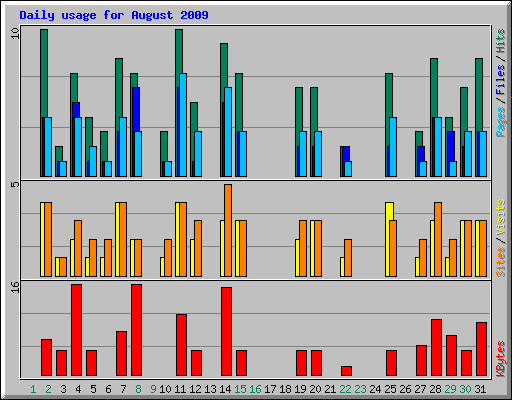 Daily usage for August 2009
10
Pages/Files/Hits
5
Sites/Visits
16
KBytes
1 2 3 4 5 6 7 8 9 10 11 12 13 14 15 16 17 18 19 20 21 22 23 24 25 26 27 28 29 30 31